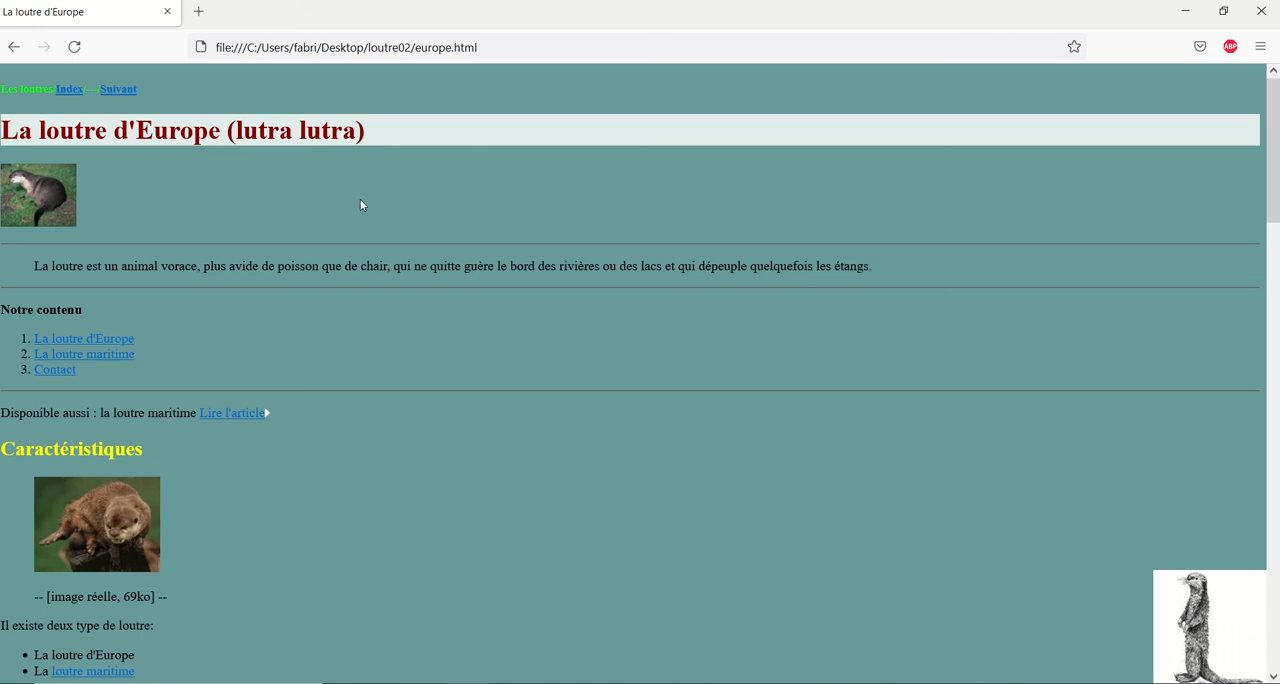 La loutre d'Europe
file:///C:/Users/fabri/Desktop/loutre02/europe.html
ABP
Les loutres Index — Suivant
La loutre d'Europe (lutra lutra)
La loutre est un animal vorace, plus avide de poisson que de chair, qui ne quitte guère le bord des rivières ou des lacs et qui dépeuple quelquefois les étangs.
Notre contenu
1. La loutre d'Europe
2. La loutre maritime
3. Contact
Disponible aussi : la loutre maritime Lire l'article
Caractéristiques
-- [image réelle, 69ko] --
Il existe deux type de loutre:
• La loutre d'Europe
• La loutre maritime